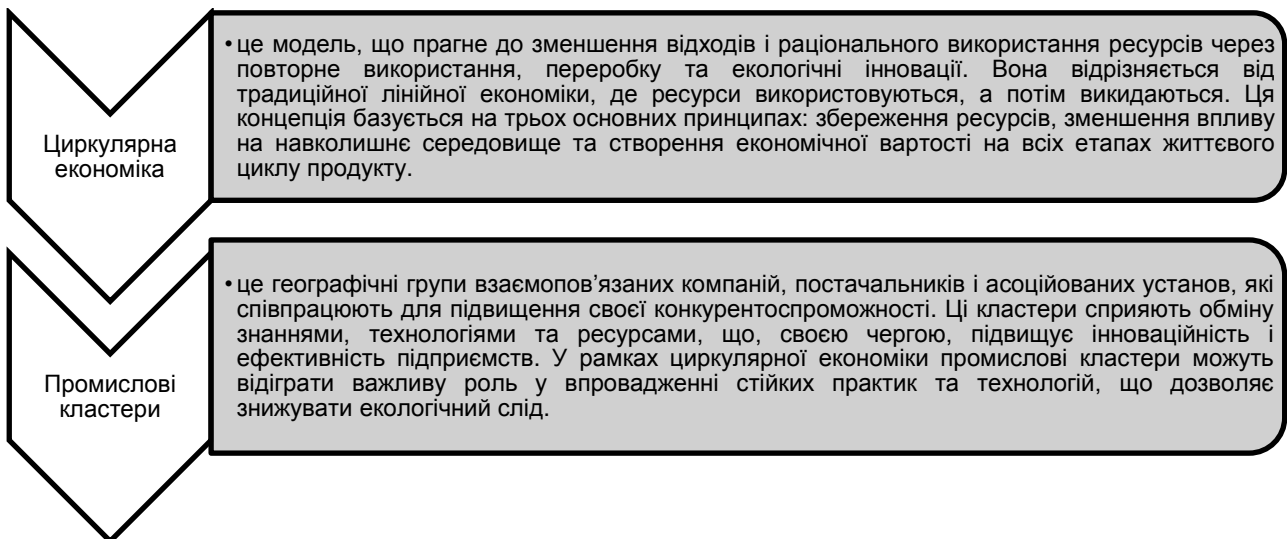 Циркулярна
економіка
•це модель, що прагне до зменшення відходів і раціонального використання ресурсів через
повторне використання, переробку та екологічні інновації. Вона відрізняється від
традиційної лінійної економіки, де ресурси використовуються, а потім викидаються. Ця
концепція базується на трьох основних принципах: збереження ресурсів, зменшення впливу
на навколишнє середовище та створення економічної вартості на всіх етапах життєвого
циклу продукту.
Промислові
кластери
•це географічні групи взаємопов’язаних компаній, постачальників і асоційованих установ, які
співпрацюють для підвищення своєї конкурентоспроможності. Ці кластери сприяють обміну
знаннями, технологіями та ресурсами, що, своєю чергою, підвищує інноваційність і
ефективність підприємств. У рамках циркулярної економіки промислові кластери можуть
відіграти важливу роль у впровадженні стійких практик та технологій, що дозволяє
знижувати екологічний слід.